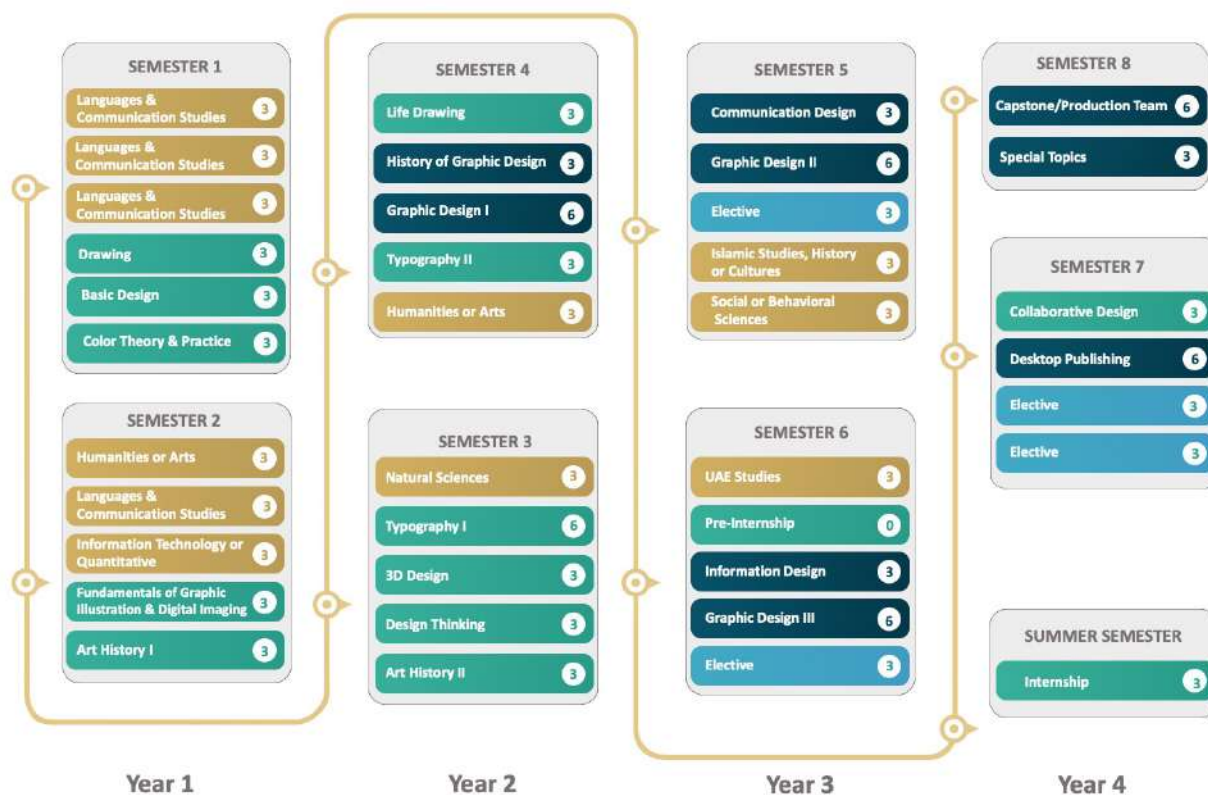 SEMESTER 1
Languages &
Communication Studies
3
Languages &
Communication Studies
3
Languages &
Communication Studies
3
Drawing
3
Basic Design
3
Color Theory & Practice
3
SEMESTER 2
Humanities or Arts
3
Languages &
Communication Studies
3
Information Technology or
Quantitative
3
Fundamentals of Graphic
Illustration & Digital Imaging
3
Art History I
3
Year 1
SEMESTER 4
Life Drawing
3
History of Graphic Design
3
Graphic Design I
6
Typography II
3
Humanities or Arts
3
SEMESTER 3
Natural Sciences
3
Typography I
6
3D Design
3
Design Thinking
3
Art History II
3
Year 2
SEMESTER 5
Communication Design
3
Graphic Design II
6
Elective
3
Islamic Studies, History
or Cultures
3
Social or Behavioral
Sciences
3
SEMESTER 6
UAE Studies
3
Pre-Internship
0
Information Design
3
Graphic Design III
6
Elective
3
Year 3
SEMESTER 8
Capstone/Production Team
6
Special Topics
3
SEMESTER 7
Collaborative Design
3
Desktop Publishing
6
Elective
3
Elective
3
SUMMER SEMESTER
Internship
3
Year 4